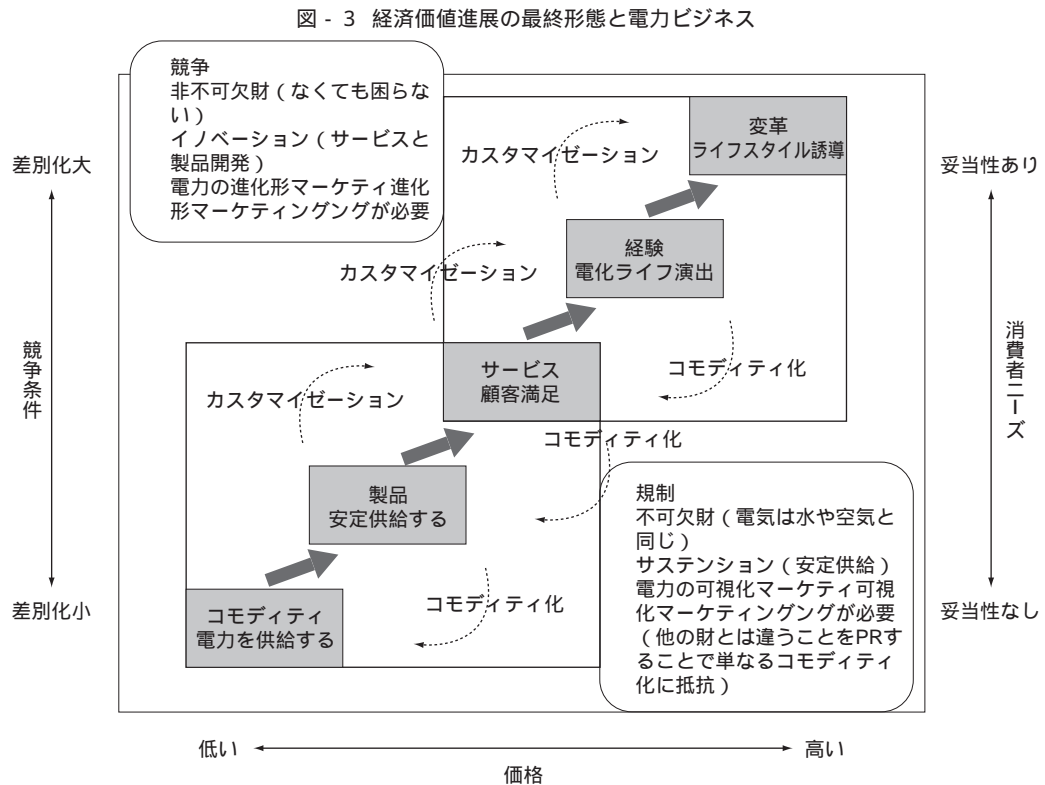 図 - 3 経済価値進展の最終形態と電力ビジネス
競争
非不可欠財（なくても困らな
い）
イノベーション（サービスと
製品開発）
電力の進化形マーケティ進化
形マーケティングングが必要
変革
ライフスタイル誘導
カスタマイゼーション
差別化大
妥当性あり
経験
電化ライフ演出
カスタマイゼーション
競争条件
消費者ニーズ
サービス
顧客満足
コモディティ化
カスタマイゼーション
コモディティ化
製品
安定供給する
規制
不可欠財（電気は水や空気と
同じ）
サステンション（安定供給）
電力の可視化マーケティ可視
化マーケティングングが必要
（他の財とは違うことをPRす
ることで単なるコモディティ
化に抵抗）
コモディティ化
差別化小
コモディティ
電力を供給する
妥当性なし
低い
高い
価格